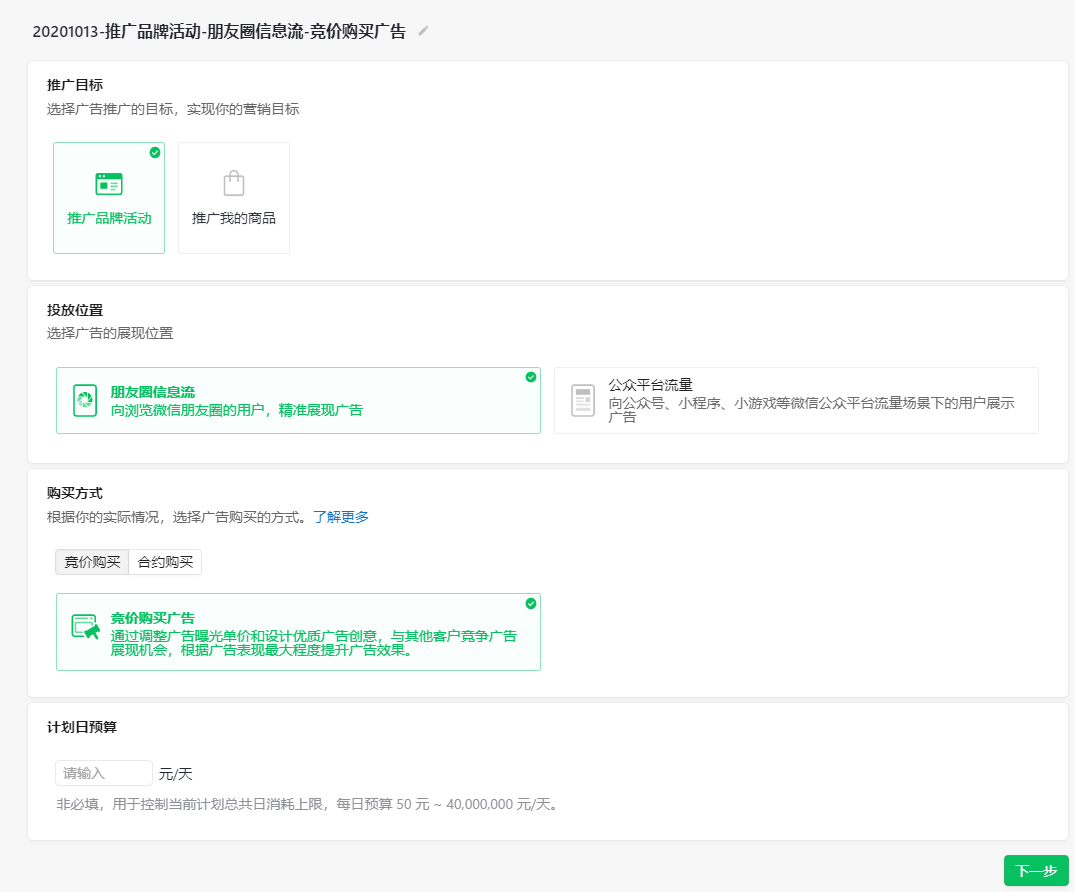 20201013-推广品牌活动-朋友圈信息流-竞价购买广告
推广目标
选择广告推广的目标，实现你的营销目标
推广品牌活动
推广我的商品
投放位置
选择广告的展现位置
朋友圈信息流
向浏览微信朋友圈的用户，精准展现广告
公众平台流量
向公众号、小程序、小游戏等微信公众平台流量场景下的用户展示
广告
购买方式
根据你的实际情况，选择广告购买的方式。了解更多
竞价购买 合约购买
竞价购买广告
通过调整广告曝光单价和设计优质广告创意，与其他客户竞争广告
展现机会，根据广告表现最大程度提升广告效果。
计划日预算
请输入 元/天
非必填，用于控制当前计划总共日消耗上限，每日预算 50 元 ~ 40,000,000 元/天。
下一步